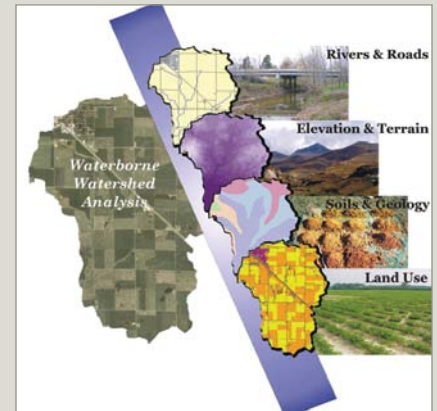 Rivers & Roads
Elevation & Terrain
Waterborne
Watershed
Analysis
Soils & Geology
Land Use